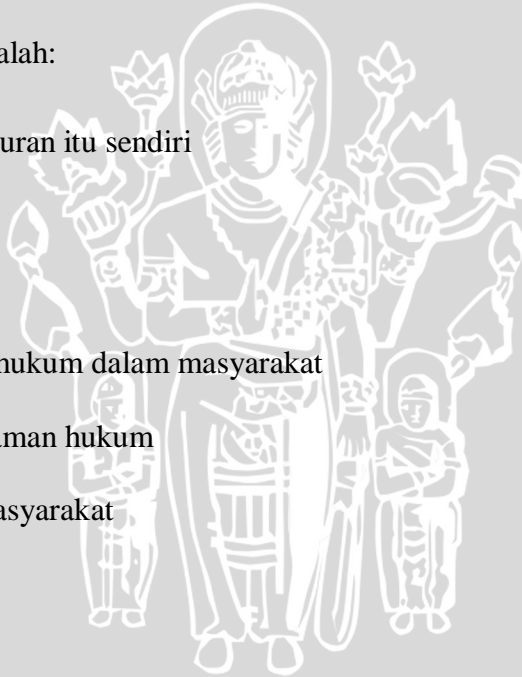 alah:
uran itu sendiri
hukum dalam masyarakat
aman hukum
asyarakat